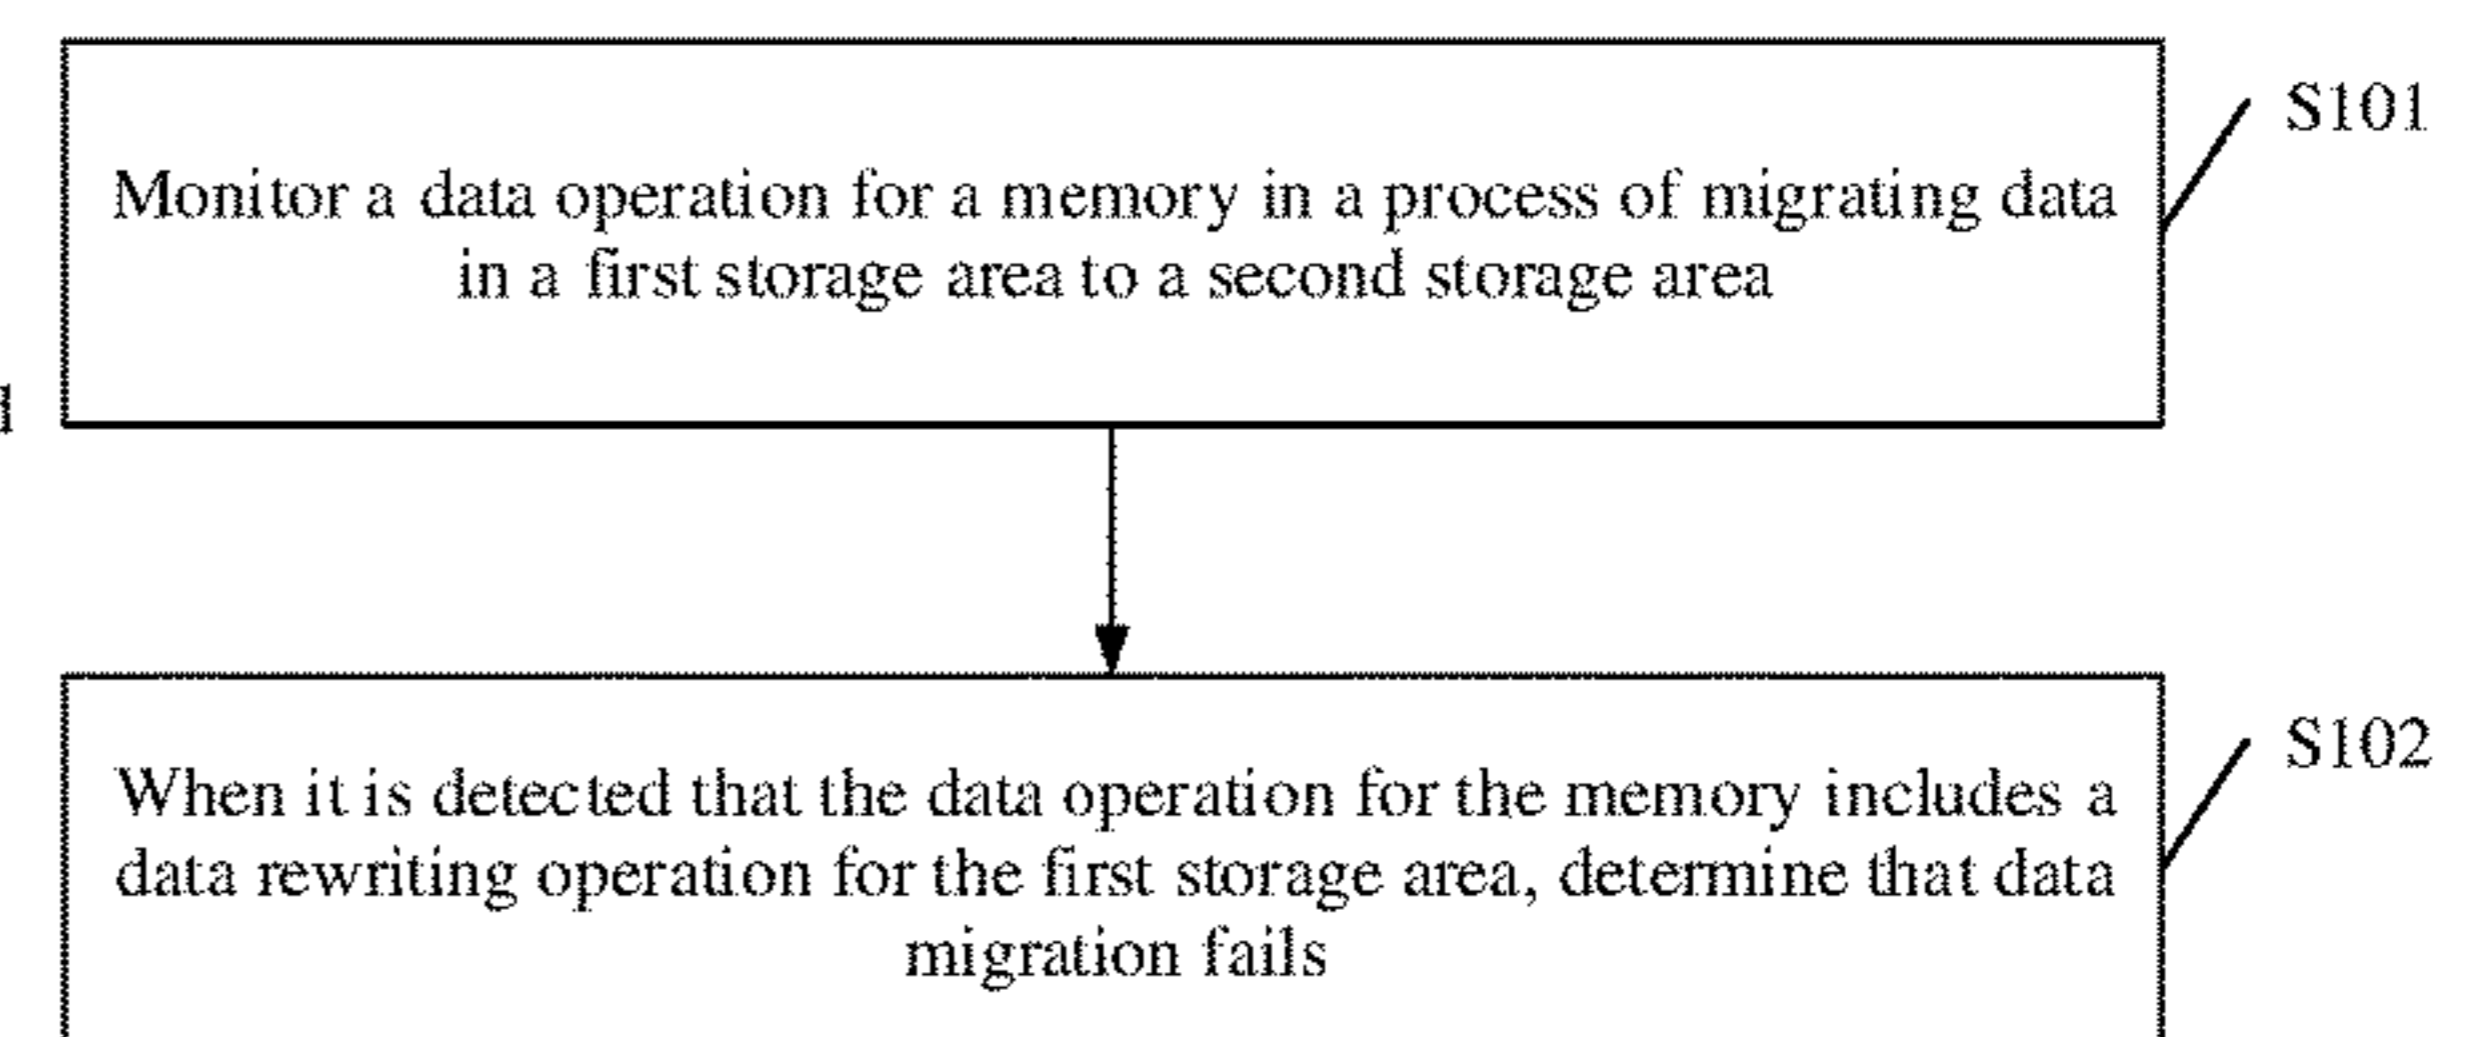 S101
Monitor a data operation for a memory in a process of migrating data
in a first storage area to a second storage area
S102
When it is detected that the data operation for the memory includes a
data rewriting operation for the first storage area, determine that data
migration fails